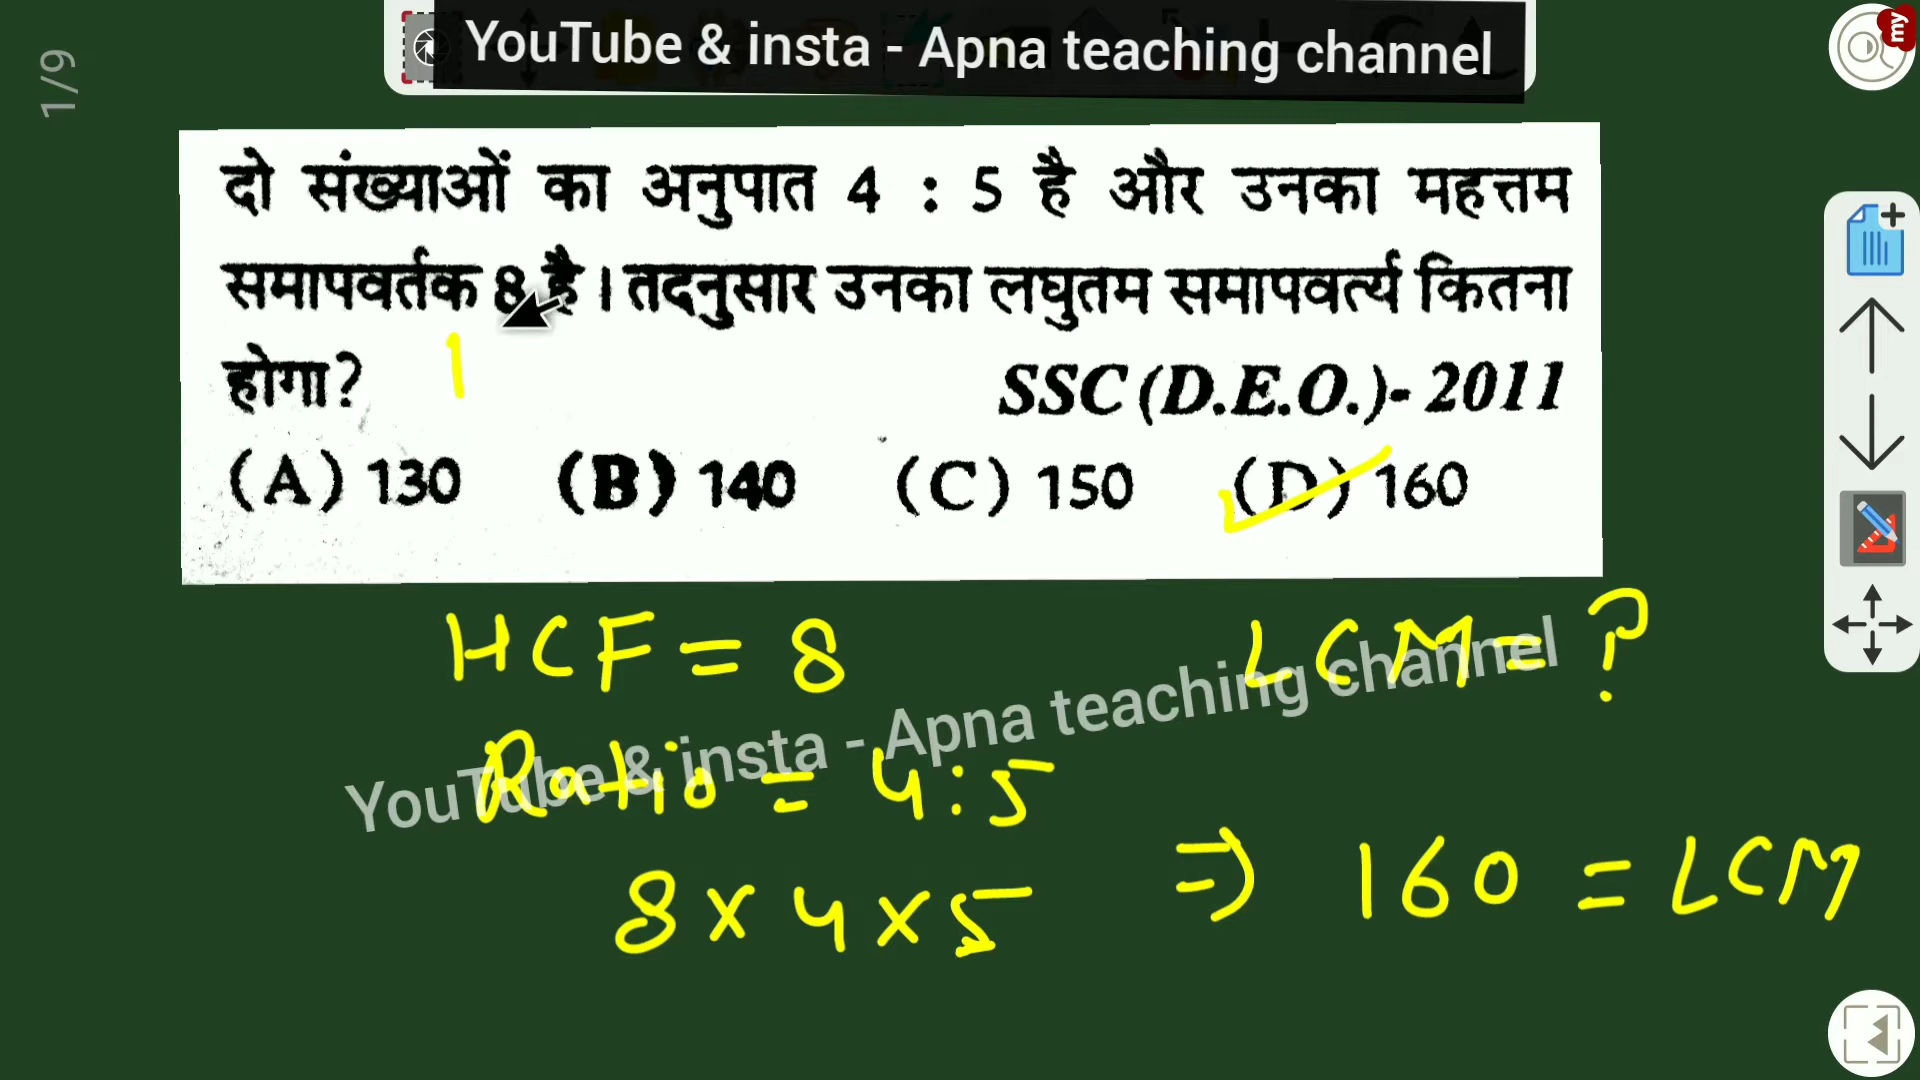 YouTube & insta - Apna teaching channel
my
1/9
दो संख्याओं का अनुपात 4 : 5 है और उनका महत्तम
समापवर्तक 8 है। तदनुसार उनका लघुतम समापवर्त्य कितना
होगा?
1
SSC (D.E.O.)- 2011
(A) 130 (B) 140 (C) 150 (D) 160
HCF = 8 LCM = ?
YouTube & insta - Apna teaching channel
Ratio = 4:5
8 × 4 × 5 ⇒ 160 = LCM